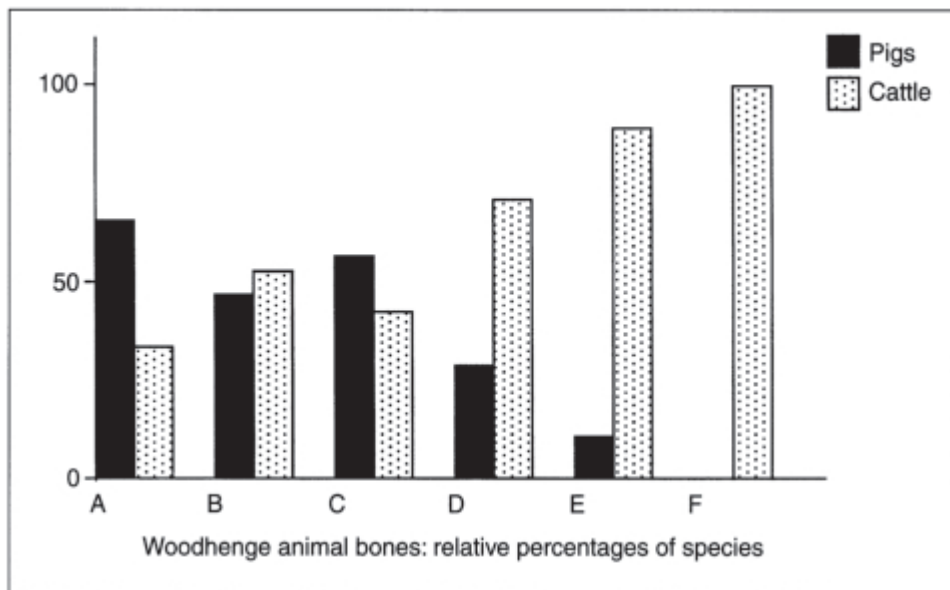 Pigs
Cattle
100
50
0
A B C D E F
Woodhenge animal bones: relative percentages of species